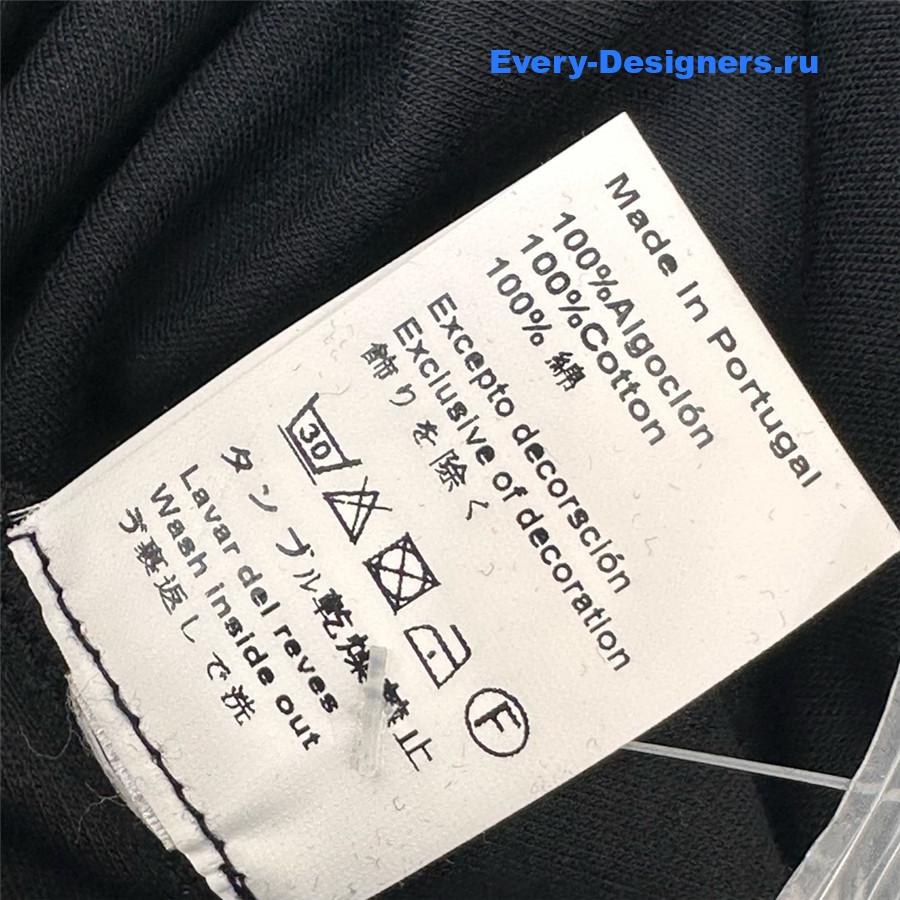 Every-Designers.ru
Made In Portugal
100%Algoción
100%Cotton
100% 綿
Excepto decorsción
Exclusive of decoration
飾りを除く
30
F
タンブル乾燥禁止
Lavar del reves
Wash inside out
裏返しで洗